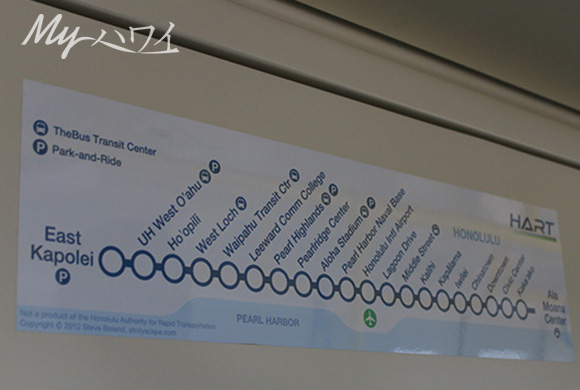 My ハワイ
TheBus Transit Center
Park-and-Ride
HART
HONOLULU
East
Kapolei
UH West O'ahu
Ho'opili
West Loch
Waipahu Transit Ctr
Leeward Comm College
Pearl Highlands
Pearlridge Center
Aloha Stadium
Pearl Harbor Naval Base
Honolulu Int'l Airport
Lagoon Drive
Middle Street
Kalihi
Kapālama
Iwilei
Chinatown
Downtown
Civic Center
Kaka'ako
Ala
Moana
Center
PEARL HARBOR
Not a product of the Honolulu Authority for Rapid Transportation
Copyright © 2012 Steve Boland, sfcityscape.com